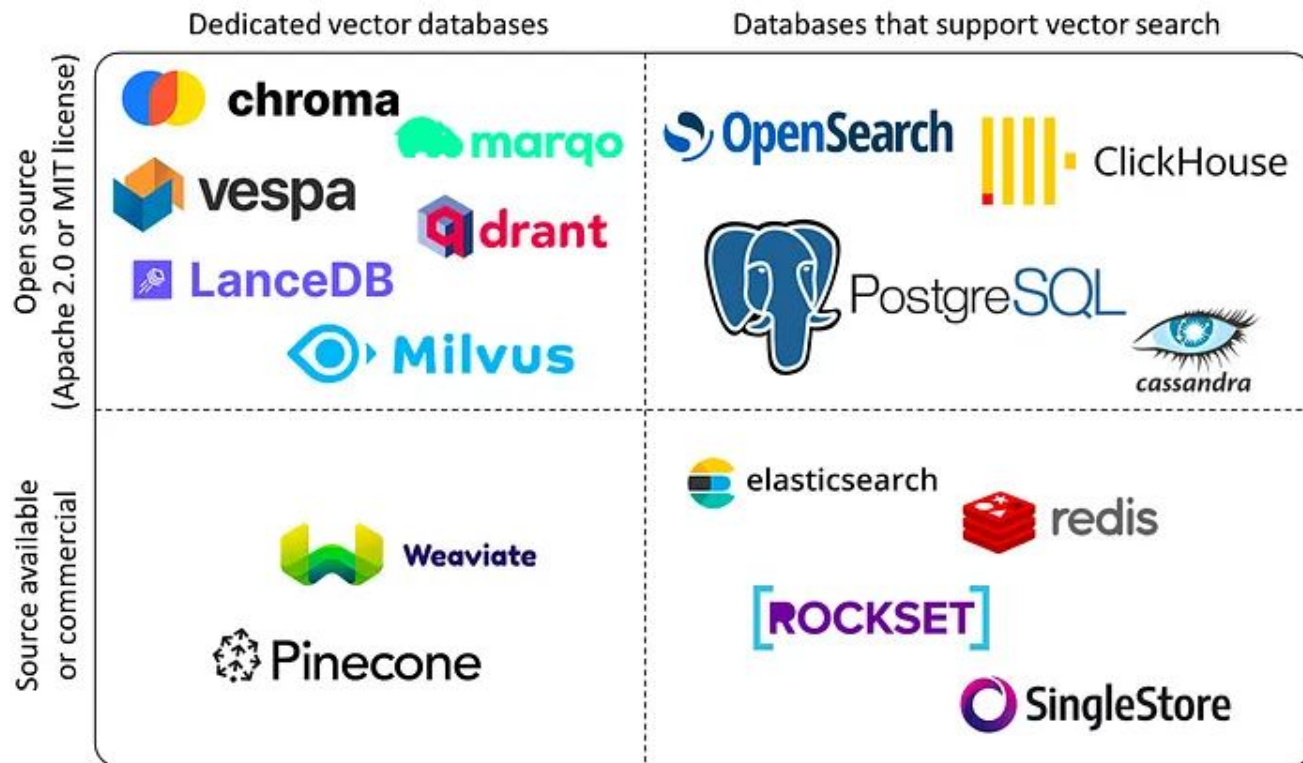 Dedicated vector databases
Databases that support vector search
Open source
(Apache 2.0 or MIT license)
chroma
marqo
vespa
qdrant
LanceDB
Milvus
OpenSearch
ClickHouse
PostgreSQL
cassandra
Source available
or commercial
Weaviate
Pinecone
elasticsearch
redis
[ROCKSET]
SingleStore